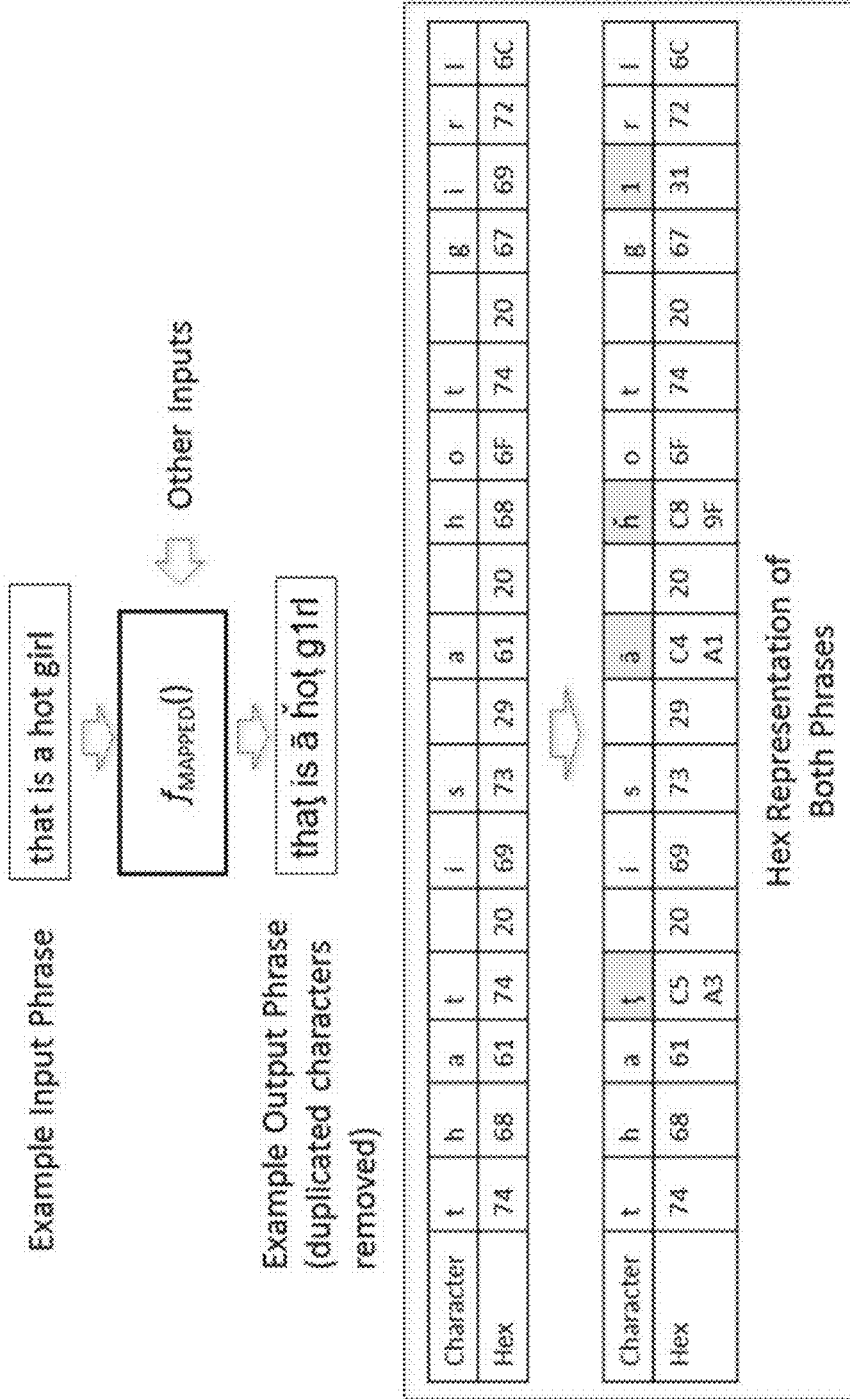 Example Input Phrase
that is a hot girl
fMAPPED()
Other Inputs
Example Output Phrase
(duplicated characters
removed)
thaţ is ā ȟoţ g1rl
Character t h a t i s a h o t g i r l
Hex 74 68 61 74 20 69 73 29 61 20 68 6F 74 20 67 69 72 6C
Character t h a ţ i s ā ȟ o t g 1 r l
Hex 74 68 61 C5 A3 20 69 73 29 C4 A1 20 C8 9F 6F 74 20 67 31 72 6C
Hex Representation of
Both Phrases